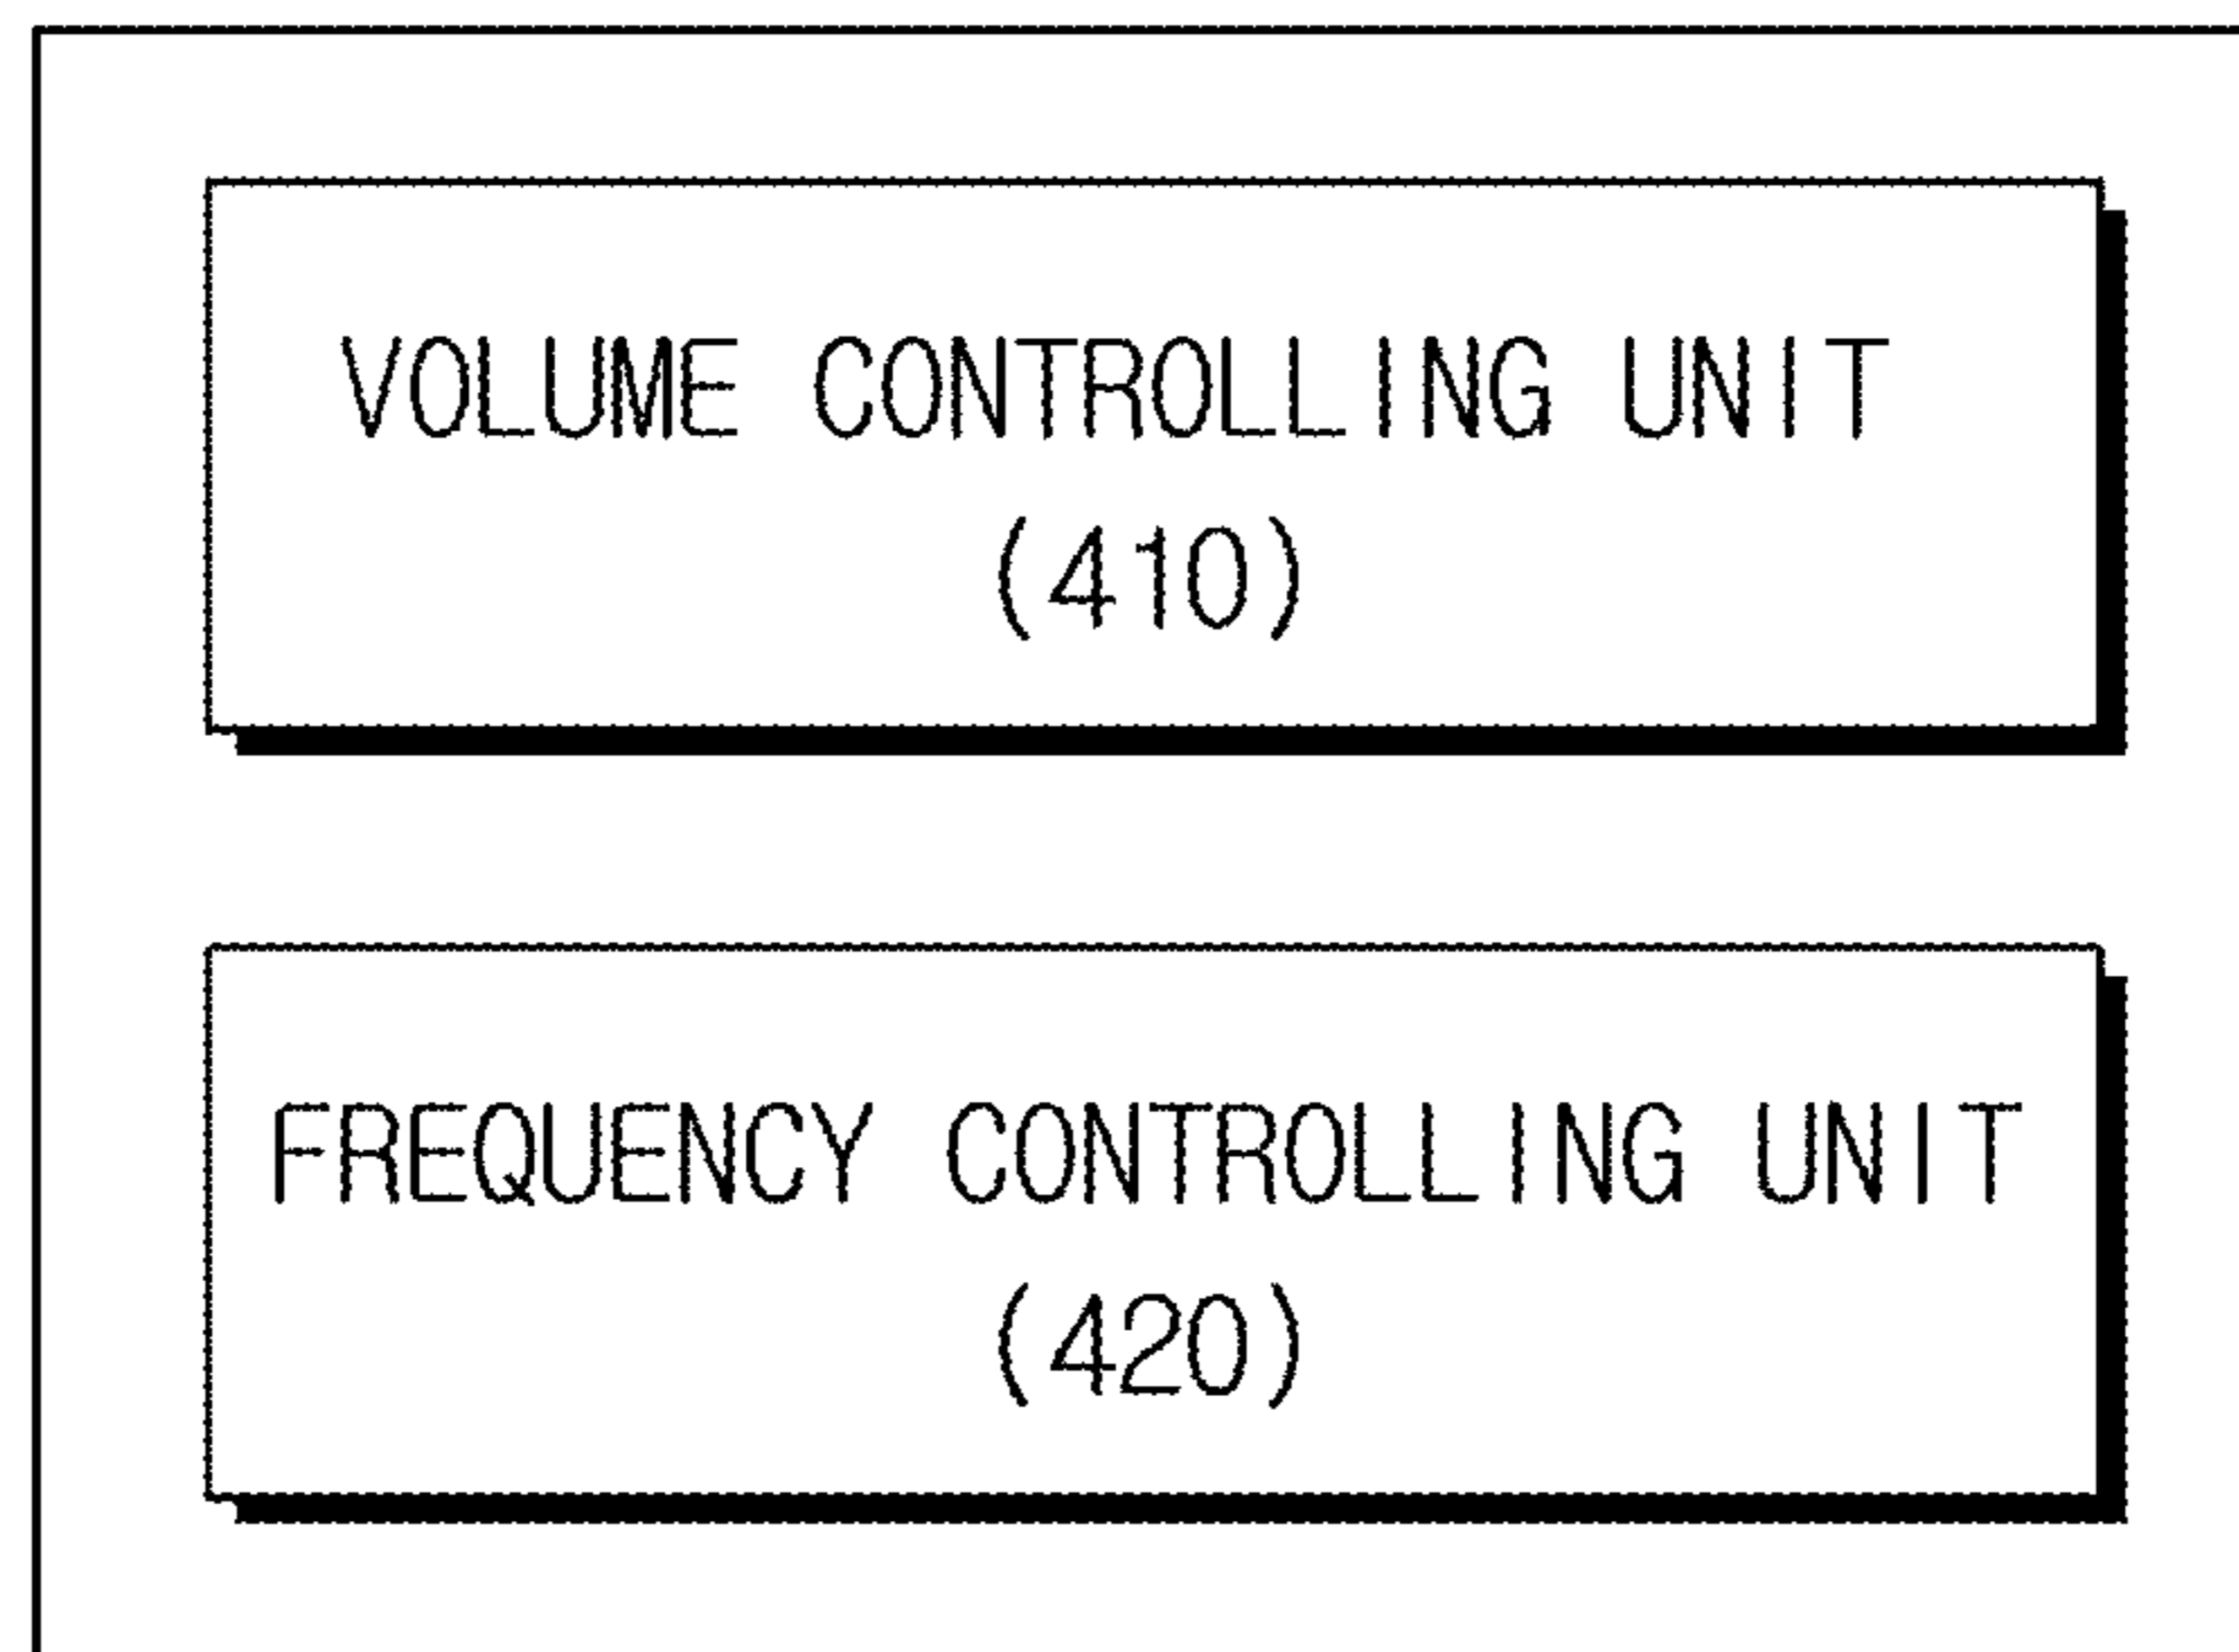 VOLUME CONTROLLING UNIT
(410)
FREQUENCY CONTROLLING UNIT
(420)